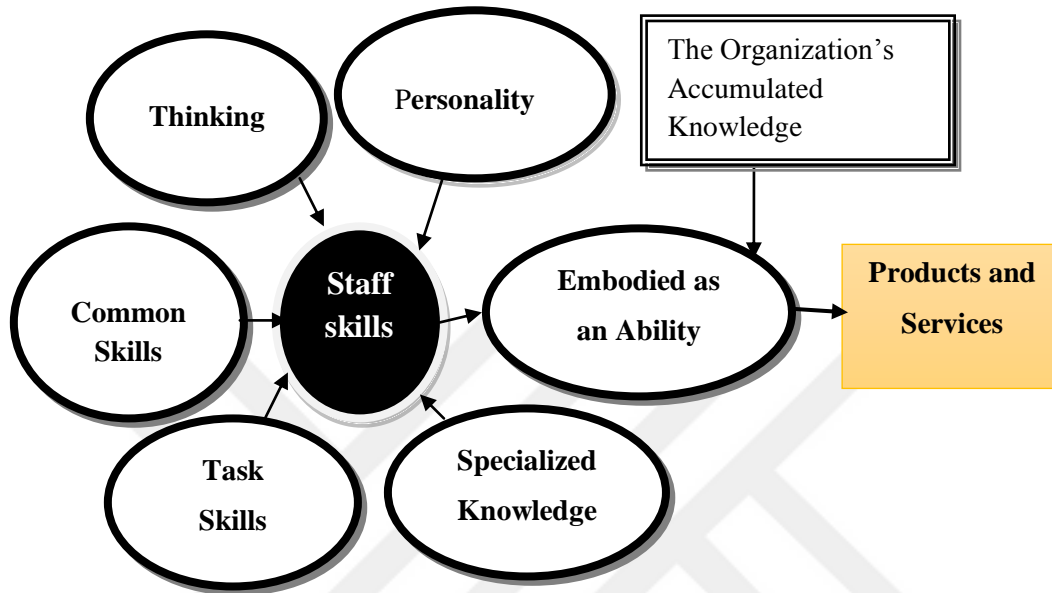 Thinking
Personality
The Organization’s
Accumulated
Knowledge
Common
Skills
Staff
skills
Embodied as
an Ability
Products and
Services
Task
Skills
Specialized
Knowledge